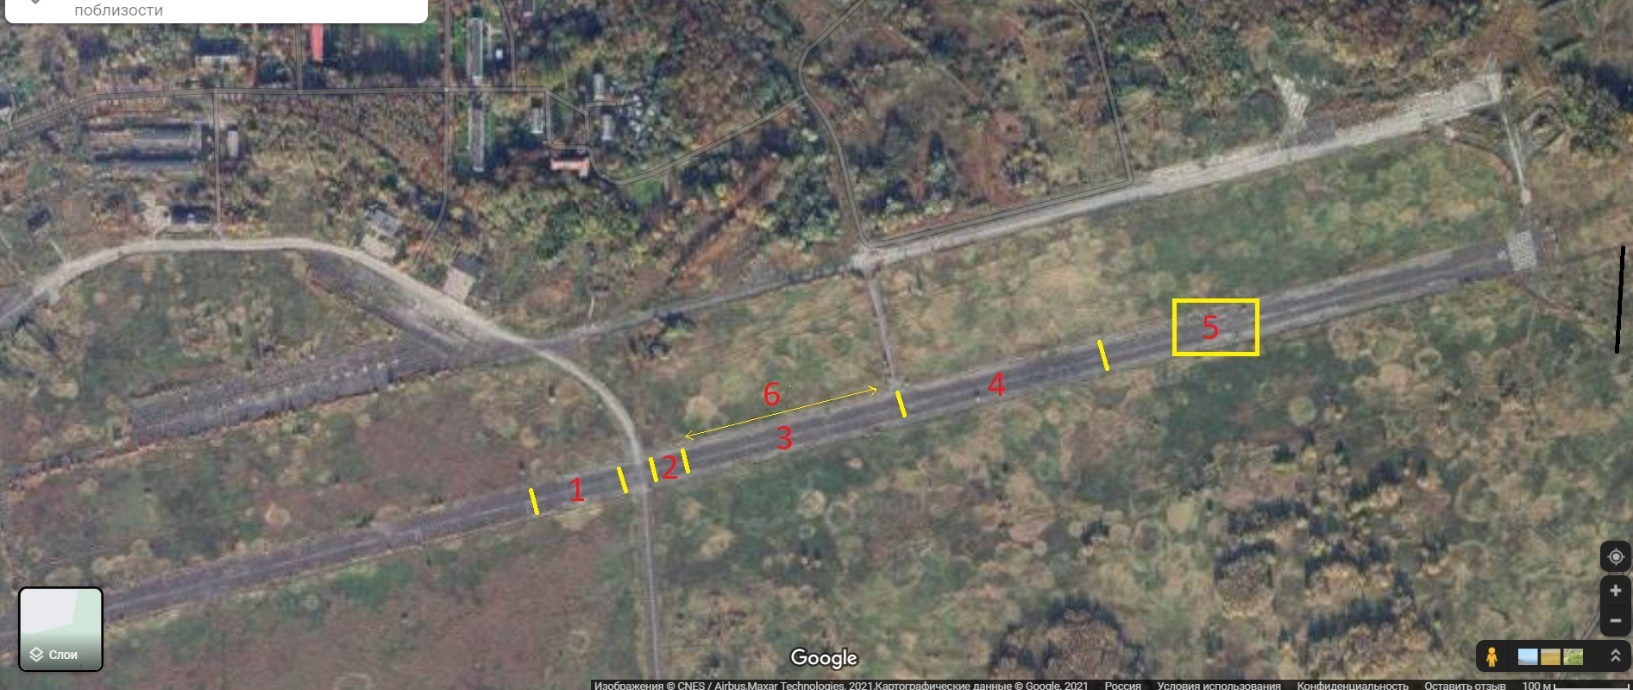 поблизости
5
6
4
3
2
1
Слои
Google
Изображения © CNES / Airbus,Maxar Technologies, 2021,Картографические данные © Google, 2021 Россия Условия использования Конфиденциальность Оставить отзыв 100 м